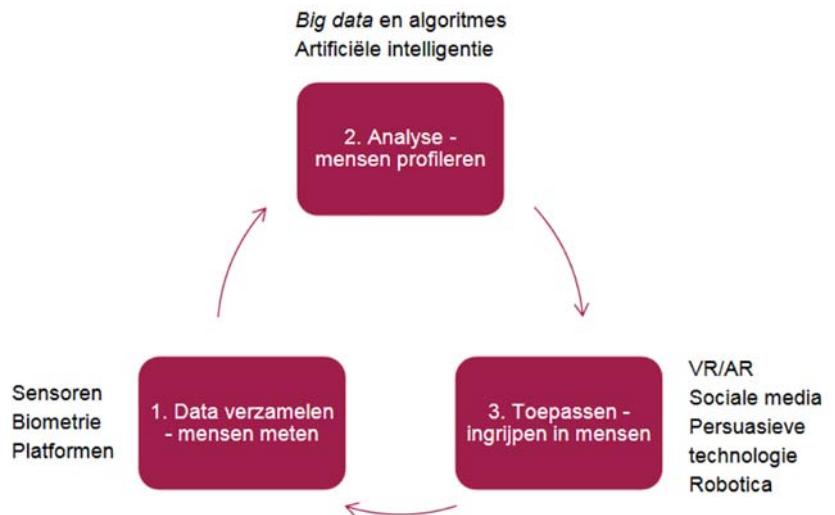 Big data en algoritmes
Artificiële intelligentie
2. Analyse -
mensen profileren
Sensoren
Biometrie
Platformen
1. Data verzamelen
- mensen meten
3. Toepassen -
ingrijpen in mensen
VR/AR
Sociale media
Persuasieve
technologie
Robotica